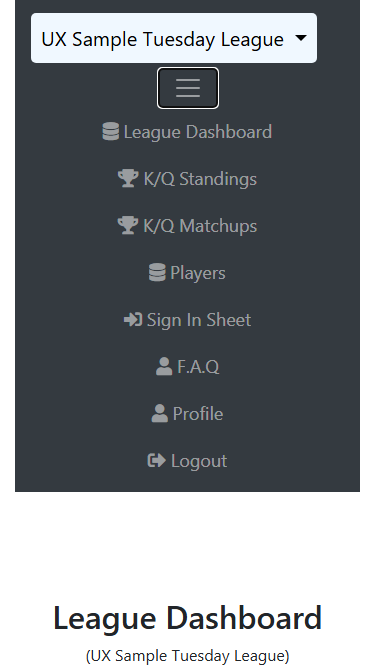 UX Sample Tuesday League
League Dashboard
K/Q Standings
K/Q Matchups
Players
Sign In Sheet
F.A.Q
Profile
Logout
League Dashboard
(UX Sample Tuesday League)